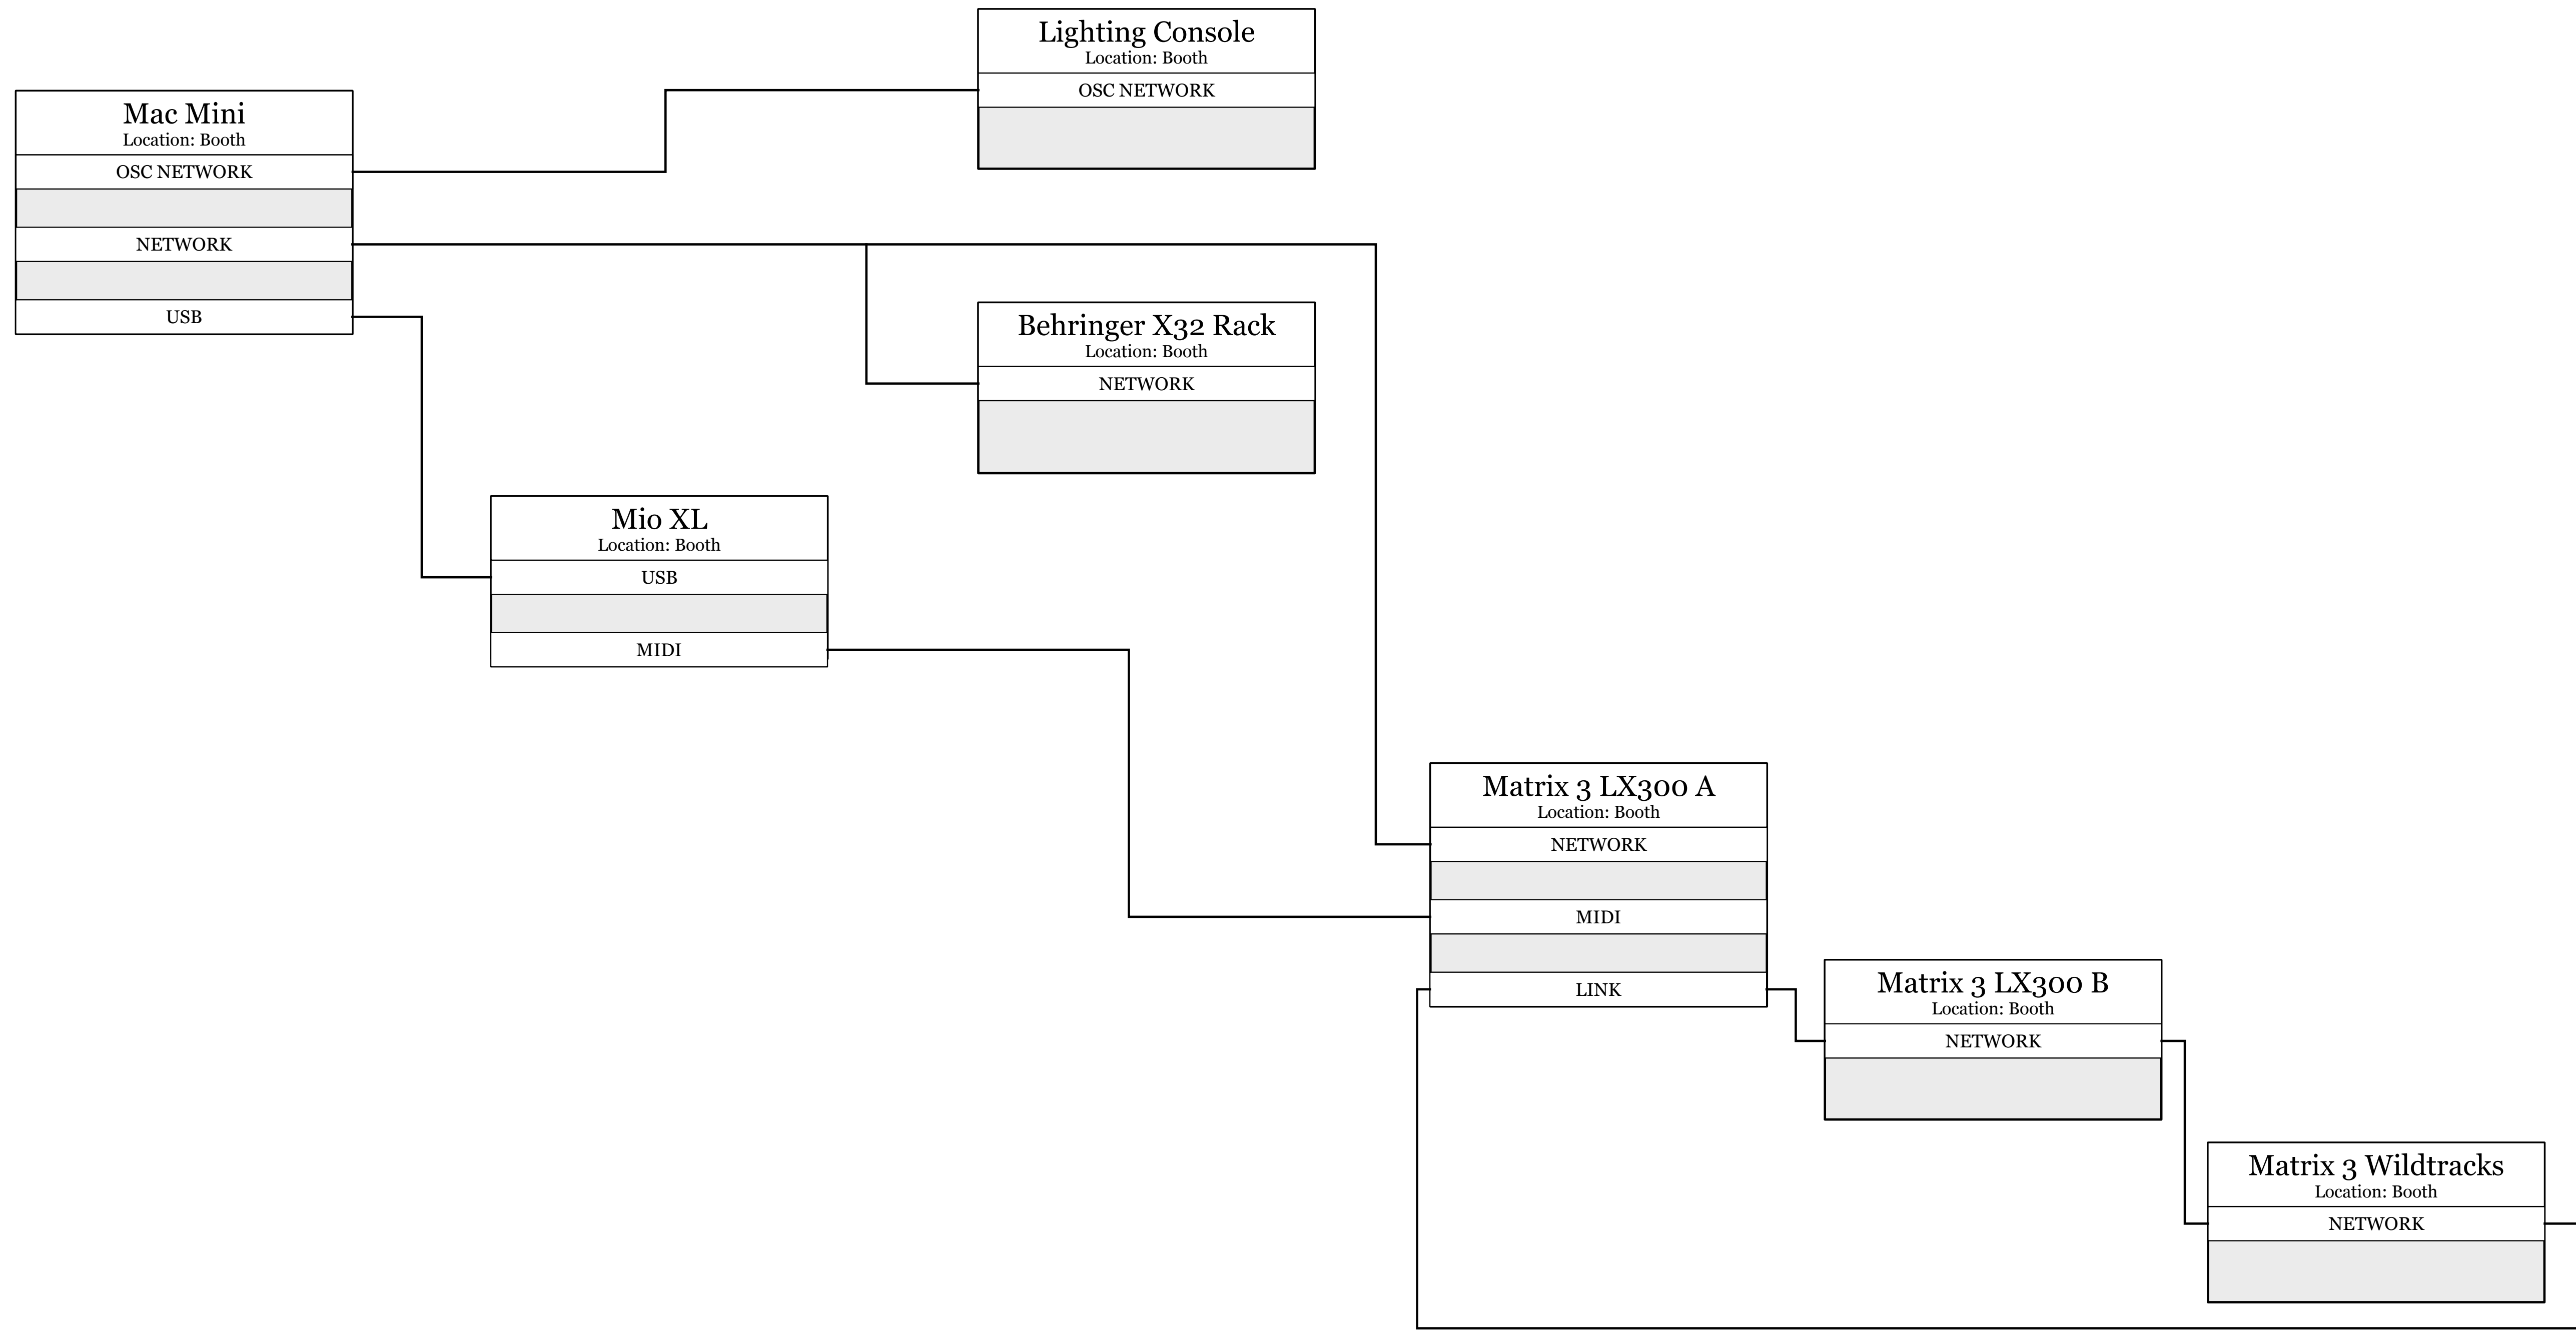 Lighting Console
Location: Booth
OSC NETWORK
Mac Mini
Location: Booth
OSC NETWORK
NETWORK
USB
Behringer X32 Rack
Location: Booth
NETWORK
Mio XL
Location: Booth
USB
MIDI
Matrix 3 LX300 A
Location: Booth
NETWORK
MIDI
LINK
Matrix 3 LX300 B
Location: Booth
NETWORK
Matrix 3 Wildtracks
Location: Booth
NETWORK